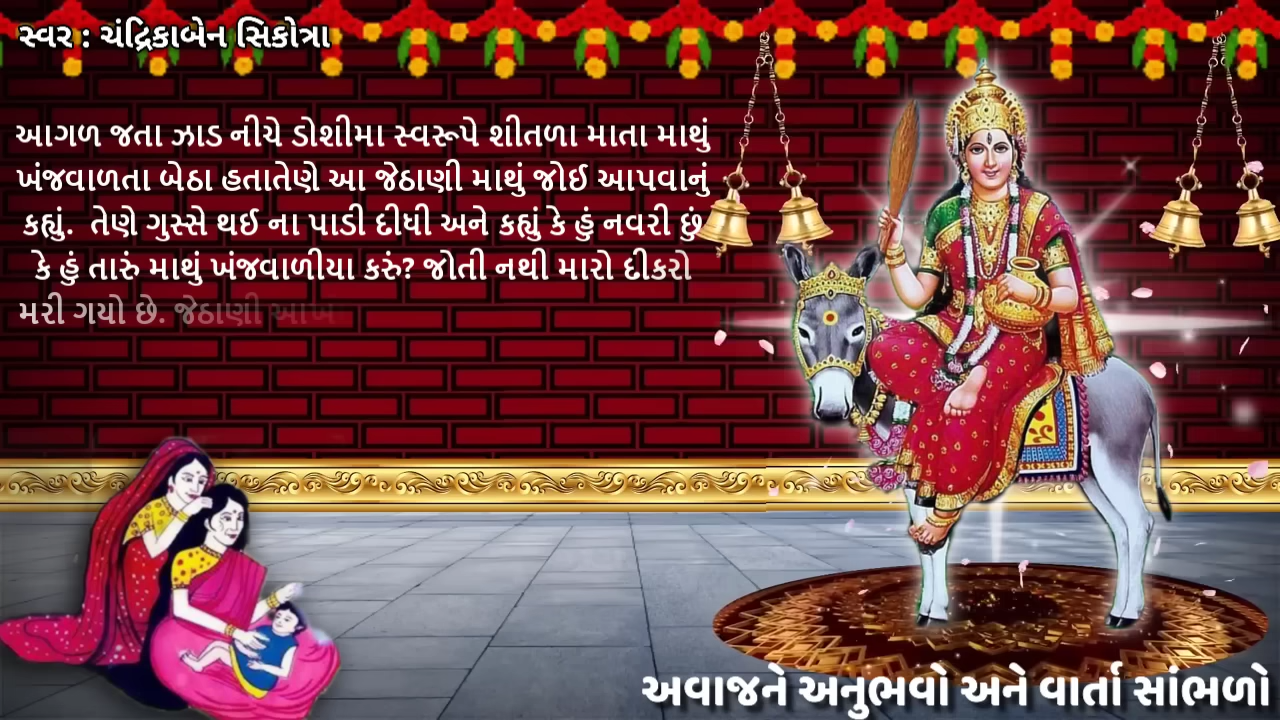 સ્વર : ચંદ્રિકાબેન સિકોત્રા
આગળ જતા ઝાડ નીચે ડોશીમા સ્વરૂપે શીતળા માતા માથું
ખંજવાળતા બેઠા હતાતેણે આ જેઠાણી માથું જોઈ આપવાનું
કહ્યું. તેણે ગુસ્સે થઈ ના પાડી દીધી અને કહ્યું કે હું નવરી છું
કે હું તારું માથું ખંજવાળીયા કરું? જોતી નથી મારો દીકરો
મરી ગયો છે. જેઠાણી આખ
અવાજને અનુભવો અને વાર્તા સાંભળો